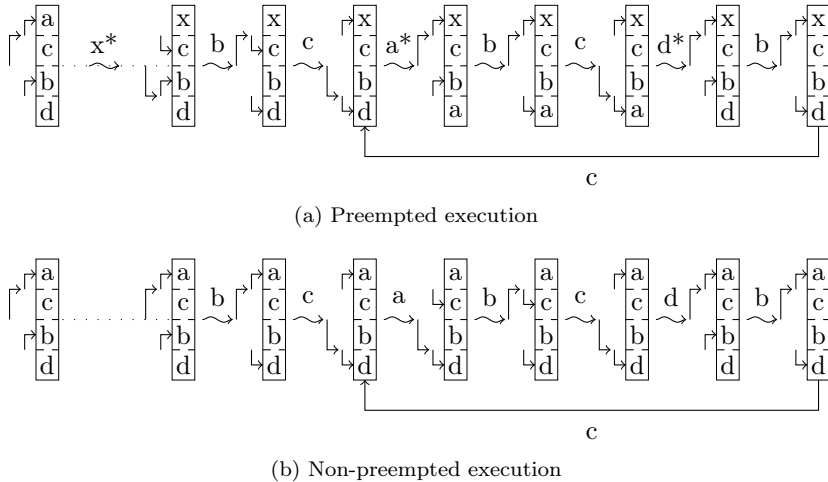 a x x x x x x x x
x* b c a* b c d* b
c c c c c c c c c
b b b b b b b b b
d d d d a a a d d
c
(a) Preempted execution
a a a a a a a a a
b c a b c d b
c c c c c c c c c
b b b b b b b b b
d d d d d d d d d
c
(b) Non-preempted execution